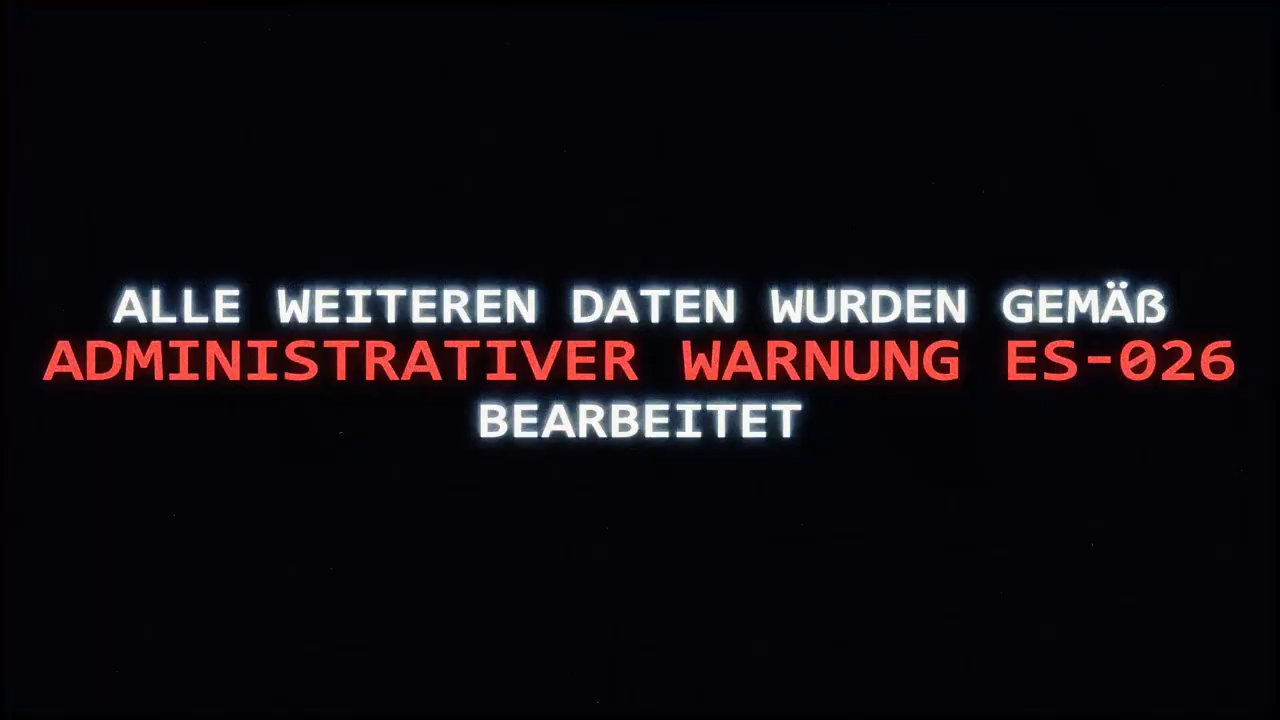 ALLE WEITEREN DATEN WURDEN GEMÄß
ADMINISTRATIVER WARNUNG ES-026
BEARBEITET